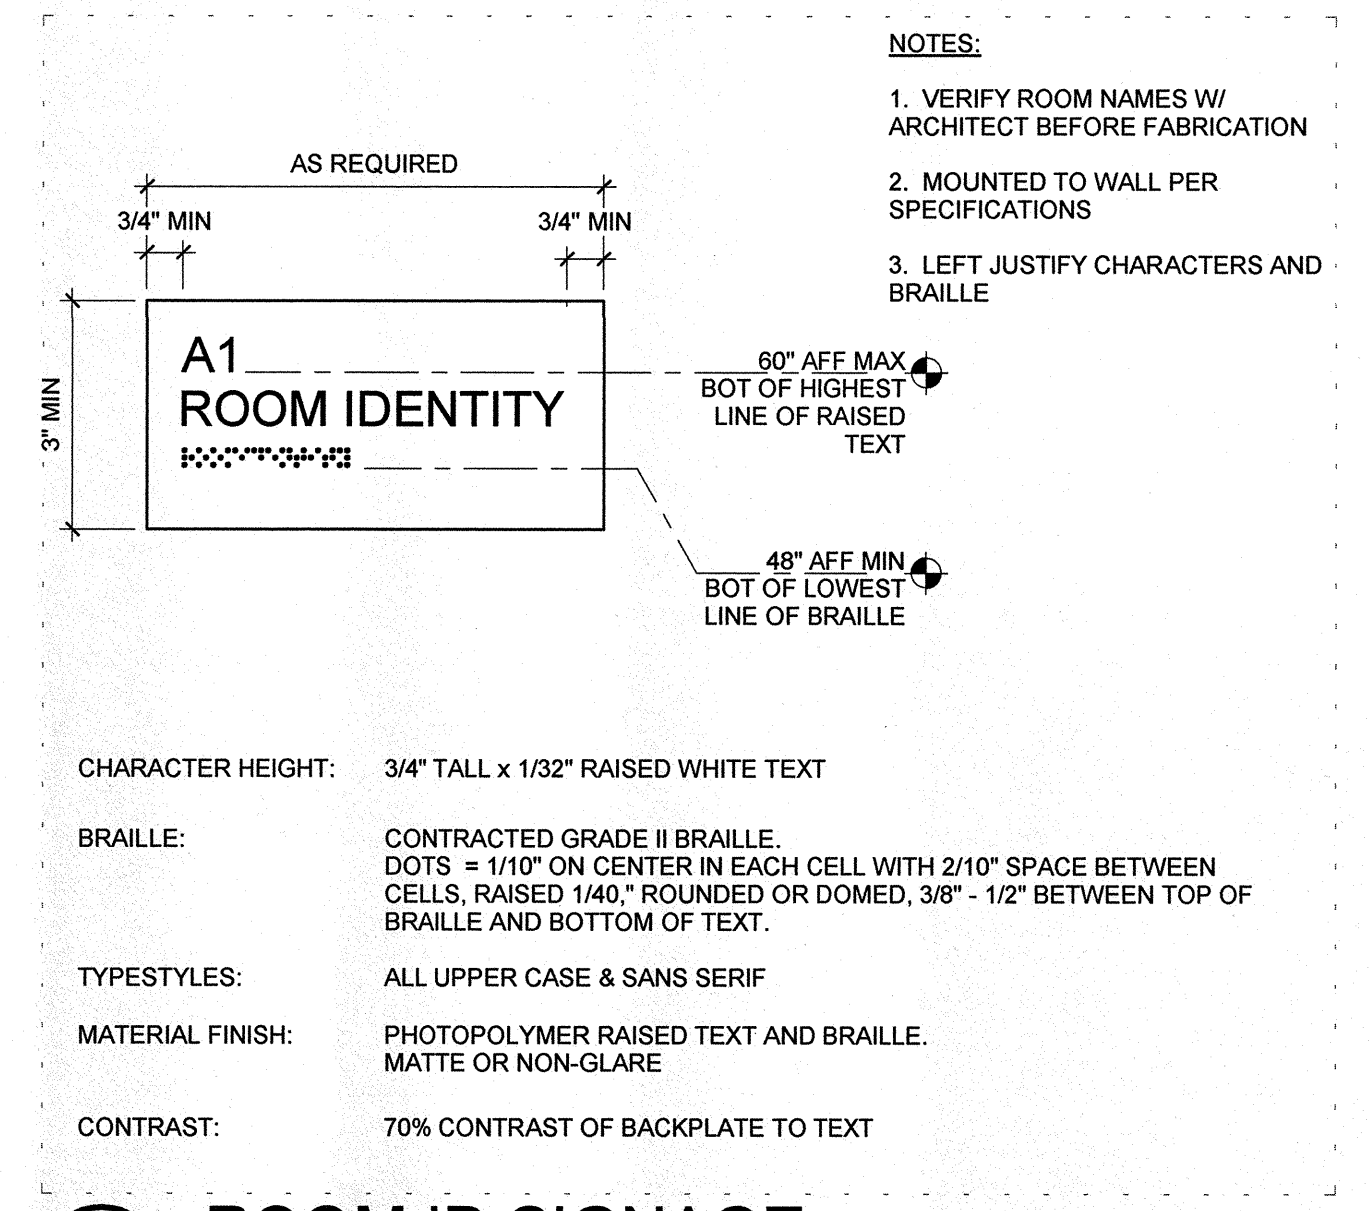 NOTES:
1. VERIFY ROOM NAMES W/
ARCHITECT BEFORE FABRICATION
2. MOUNTED TO WALL PER
SPECIFICATIONS
3. LEFT JUSTIFY CHARACTERS AND
BRAILLE
AS REQUIRED
3/4" MIN
3/4" MIN
3" MIN
A1
ROOM IDENTITY
60" AFF MAX
BOT OF HIGHEST
LINE OF RAISED
TEXT
48" AFF MIN
BOT OF LOWEST
LINE OF BRAILLE
CHARACTER HEIGHT: 3/4" TALL x 1/32" RAISED WHITE TEXT
BRAILLE: CONTRACTED GRADE II BRAILLE.
DOTS = 1/10" ON CENTER IN EACH CELL WITH 2/10" SPACE BETWEEN
CELLS, RAISED 1/40," ROUNDED OR DOMED, 3/8" - 1/2" BETWEEN TOP OF
BRAILLE AND BOTTOM OF TEXT.
TYPESTYLES: ALL UPPER CASE & SANS SERIF
MATERIAL FINISH: PHOTOPOLYMER RAISED TEXT AND BRAILLE.
MATTE OR NON-GLARE
CONTRAST: 70% CONTRAST OF BACKPLATE TO TEXT
ROOM ID SIGNAGE